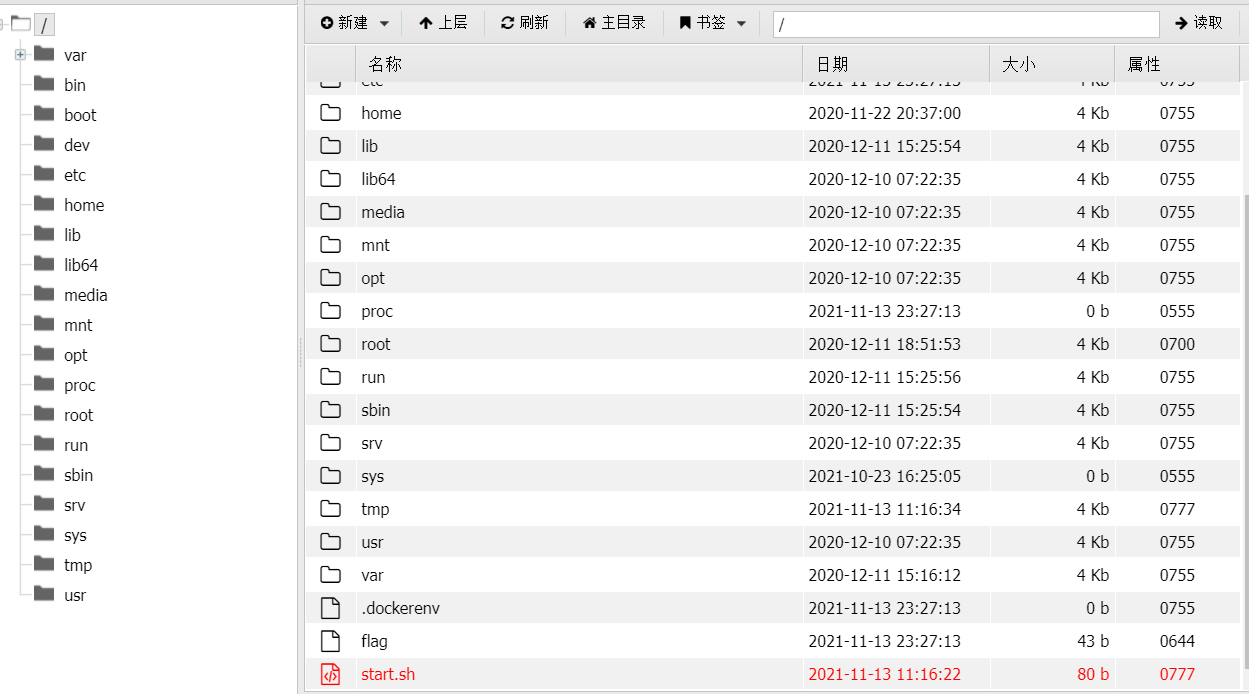 /
var
bin
boot
dev
etc
home
lib
lib64
media
mnt
opt
proc
root
run
sbin
srv
sys
tmp
usr
新建 上层 刷新 主目录 书签 / 读取
名称 日期 大小 属性
etc 2021-11-13 23:27:13 4 Kb 0755
home 2020-11-22 20:37:00 4 Kb 0755
lib 2020-12-11 15:25:54 4 Kb 0755
lib64 2020-12-10 07:22:35 4 Kb 0755
media 2020-12-10 07:22:35 4 Kb 0755
mnt 2020-12-10 07:22:35 4 Kb 0755
opt 2020-12-10 07:22:35 4 Kb 0755
proc 2021-11-13 23:27:13 0 b 0555
root 2020-12-11 18:51:53 4 Kb 0700
run 2020-12-11 15:25:56 4 Kb 0755
sbin 2020-12-11 15:25:54 4 Kb 0755
srv 2020-12-10 07:22:35 4 Kb 0755
sys 2021-10-23 16:25:05 0 b 0555
tmp 2021-11-13 11:16:34 4 Kb 0777
usr 2020-12-10 07:22:35 4 Kb 0755
var 2020-12-11 15:16:12 4 Kb 0755
.dockerenv 2021-11-13 23:27:13 0 b 0755
flag 2021-11-13 23:27:13 43 b 0644
start.sh 2021-11-13 11:16:22 80 b 0777